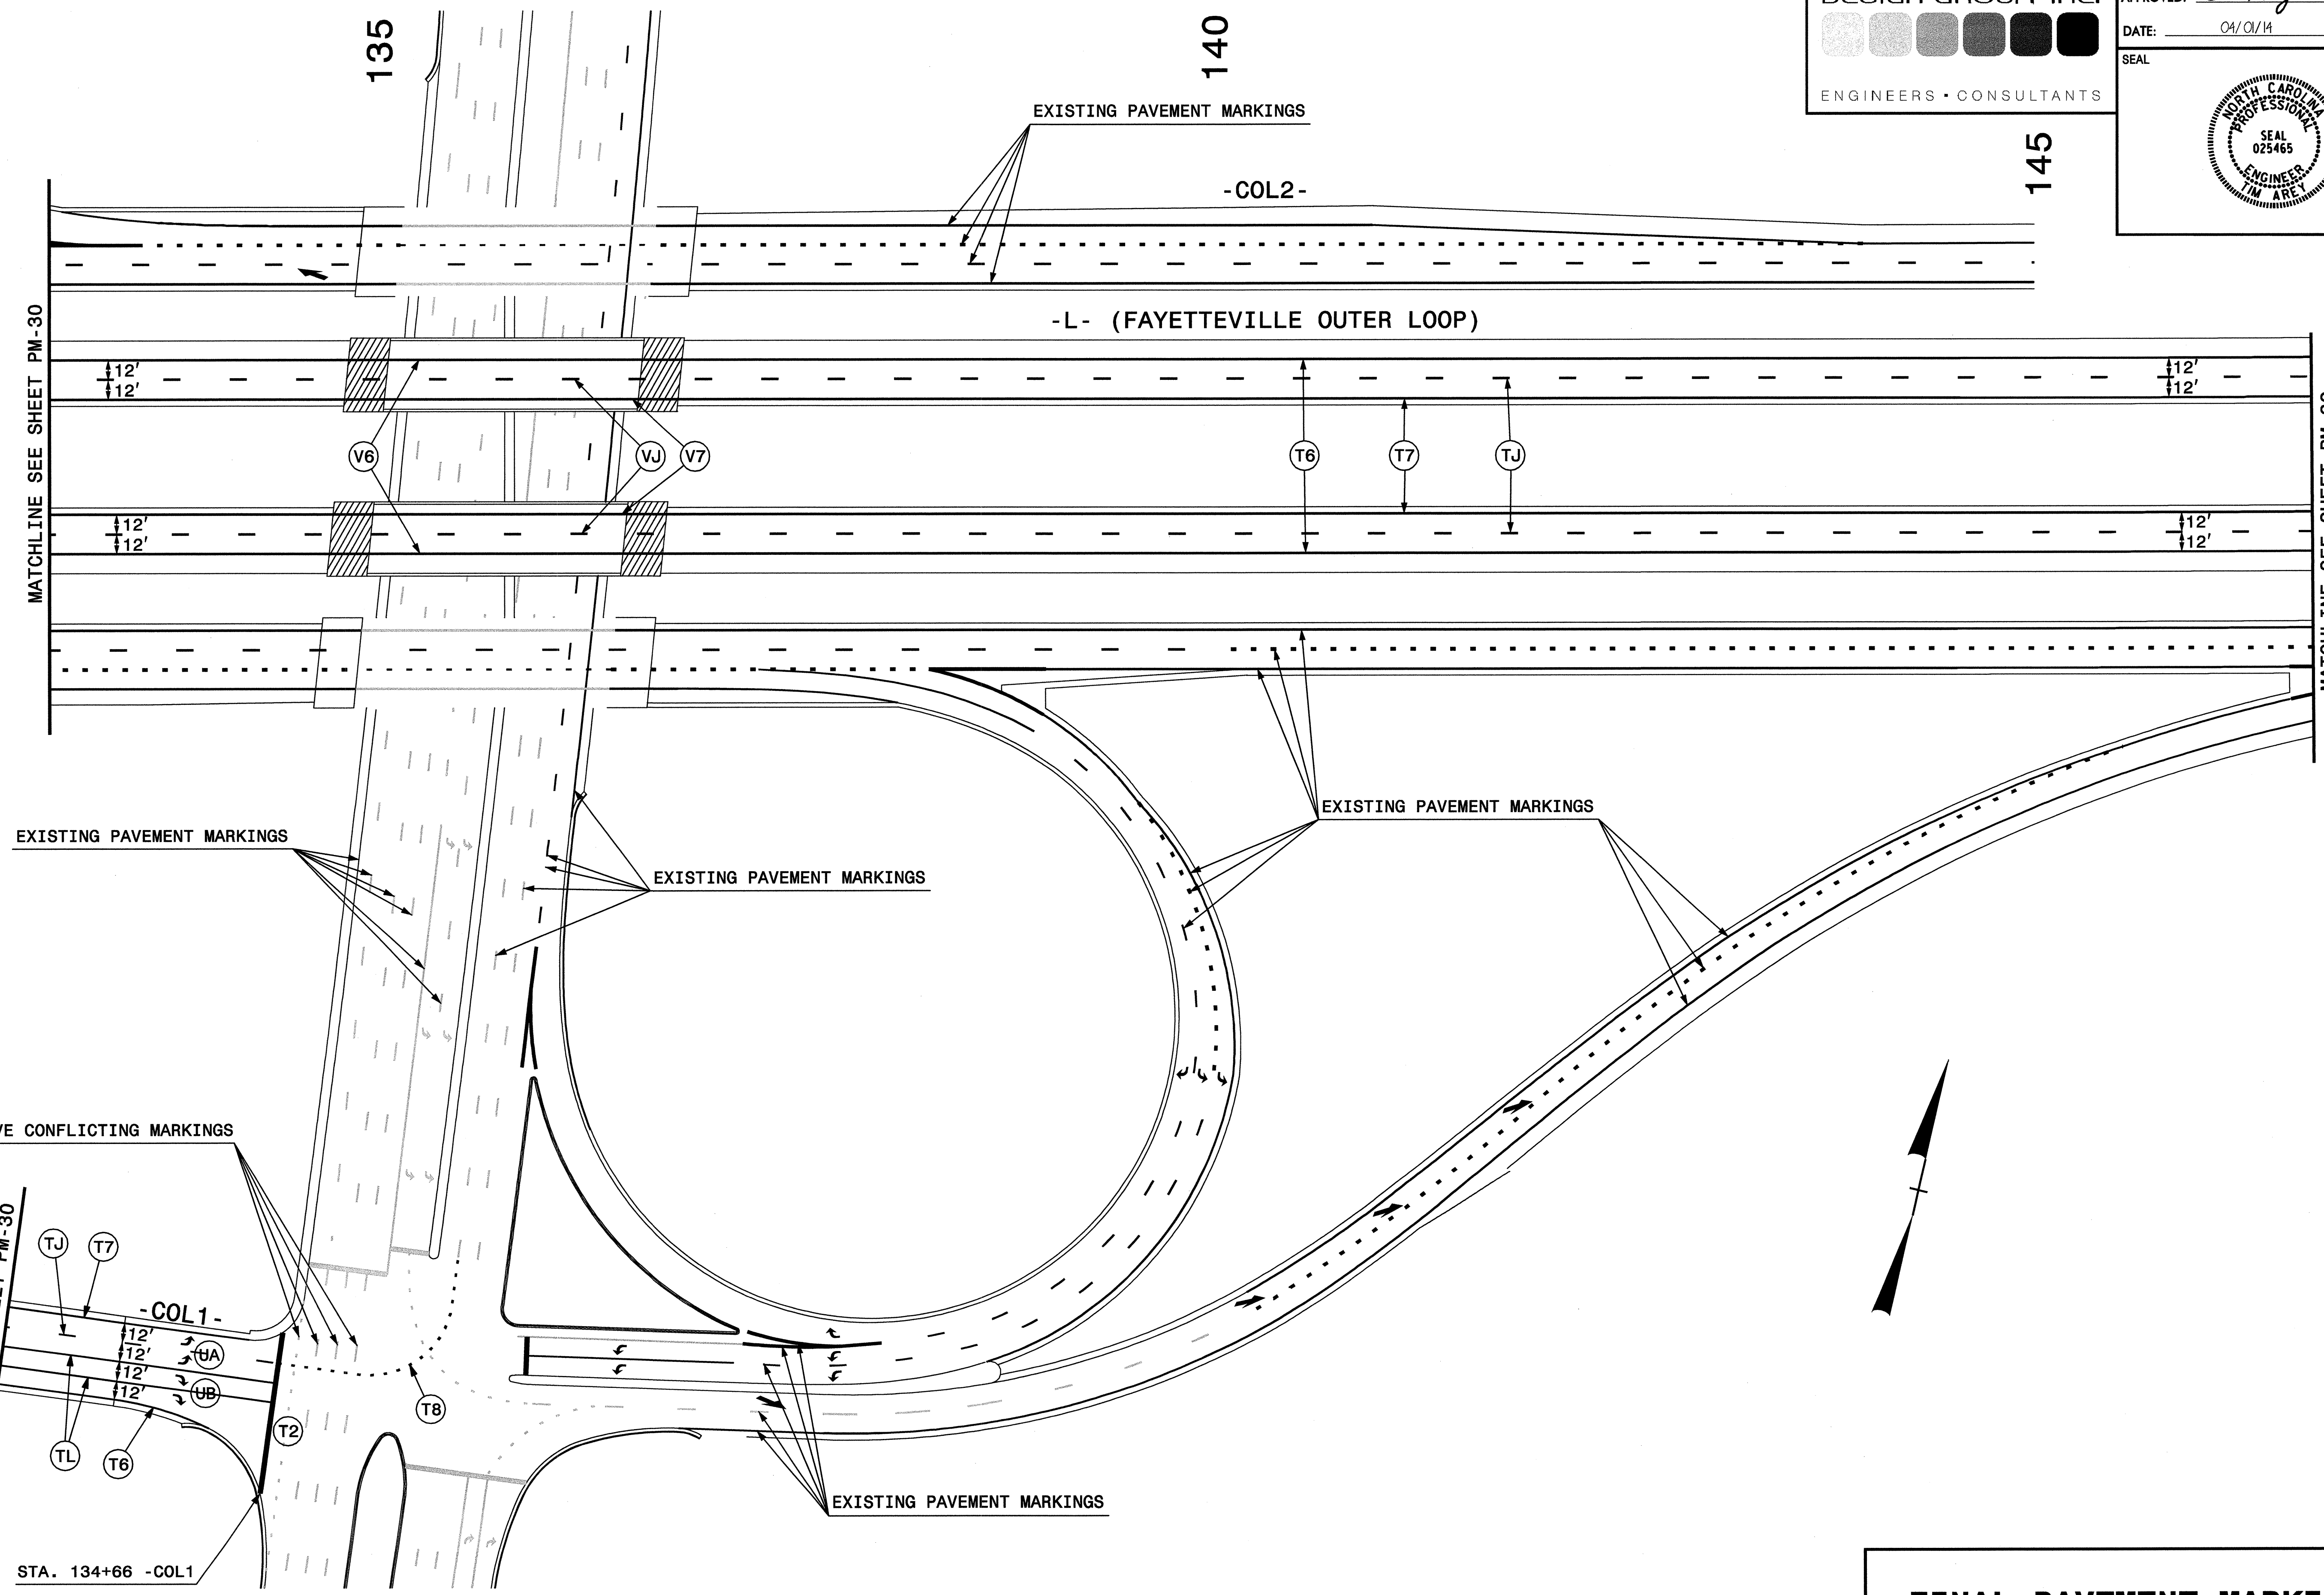 135
140
145
ENGINEERS • CONSULTANTS
DATE: 04/01/14
SEAL
NORTH CAROLINA
PROFESSIONAL
SEAL
025465
ENGINEER
TIM AREY
EXISTING PAVEMENT MARKINGS
-COL2-
-L- (FAYETTEVILLE OUTER LOOP)
MATCHLINE SEE SHEET PM-30
12'
12'
12'
12'
V6
VJ
V7
T6
T7
TJ
12'
12'
12'
12'
EXISTING PAVEMENT MARKINGS
EXISTING PAVEMENT MARKINGS
EXISTING PAVEMENT MARKINGS
CONFLICTING MARKINGS
PM-30
TJ
T7
-COL1-
12'
12'
12'
12'
UA
UB
T2
T8
TL
T6
EXISTING PAVEMENT MARKINGS
STA. 134+66 -COL1